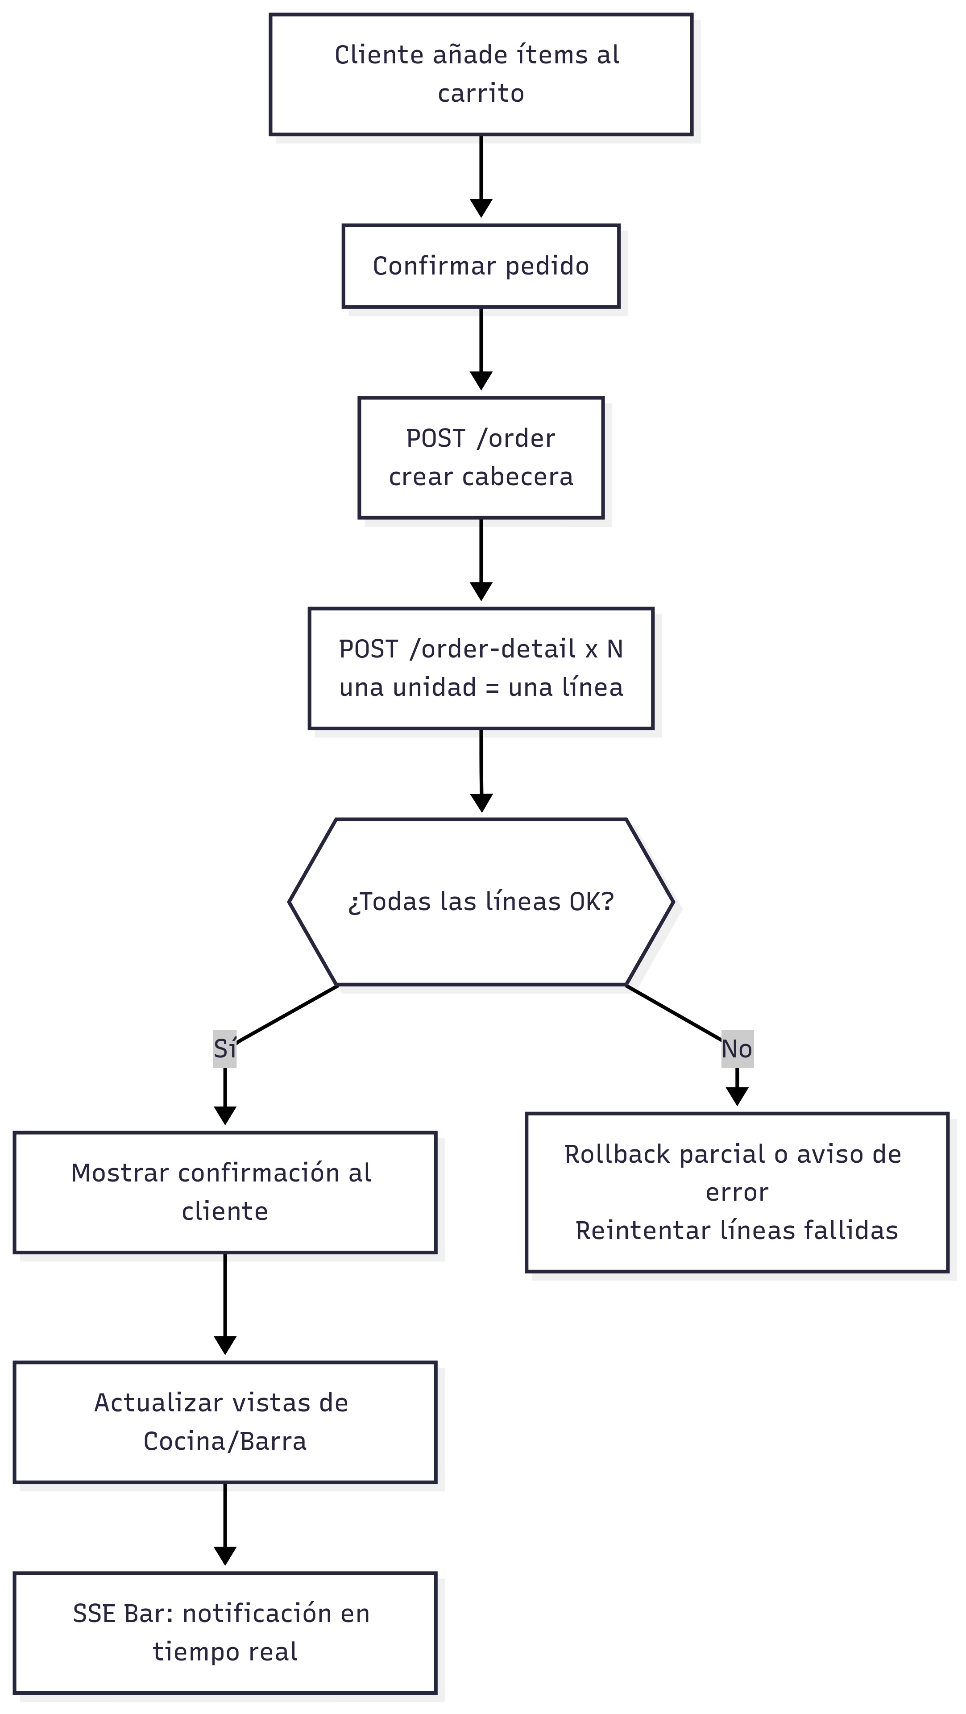 Cliente añade ítems al
carrito
Confirmar pedido
POST /order
crear cabecera
POST /order-detail x N
una unidad = una línea
¿Todas las líneas OK?
Sí
No
Mostrar confirmación al
cliente
Rollback parcial o aviso de
error
Reintentar líneas fallidas
Actualizar vistas de
Cocina/Barra
SSE Bar: notificación en
tiempo real